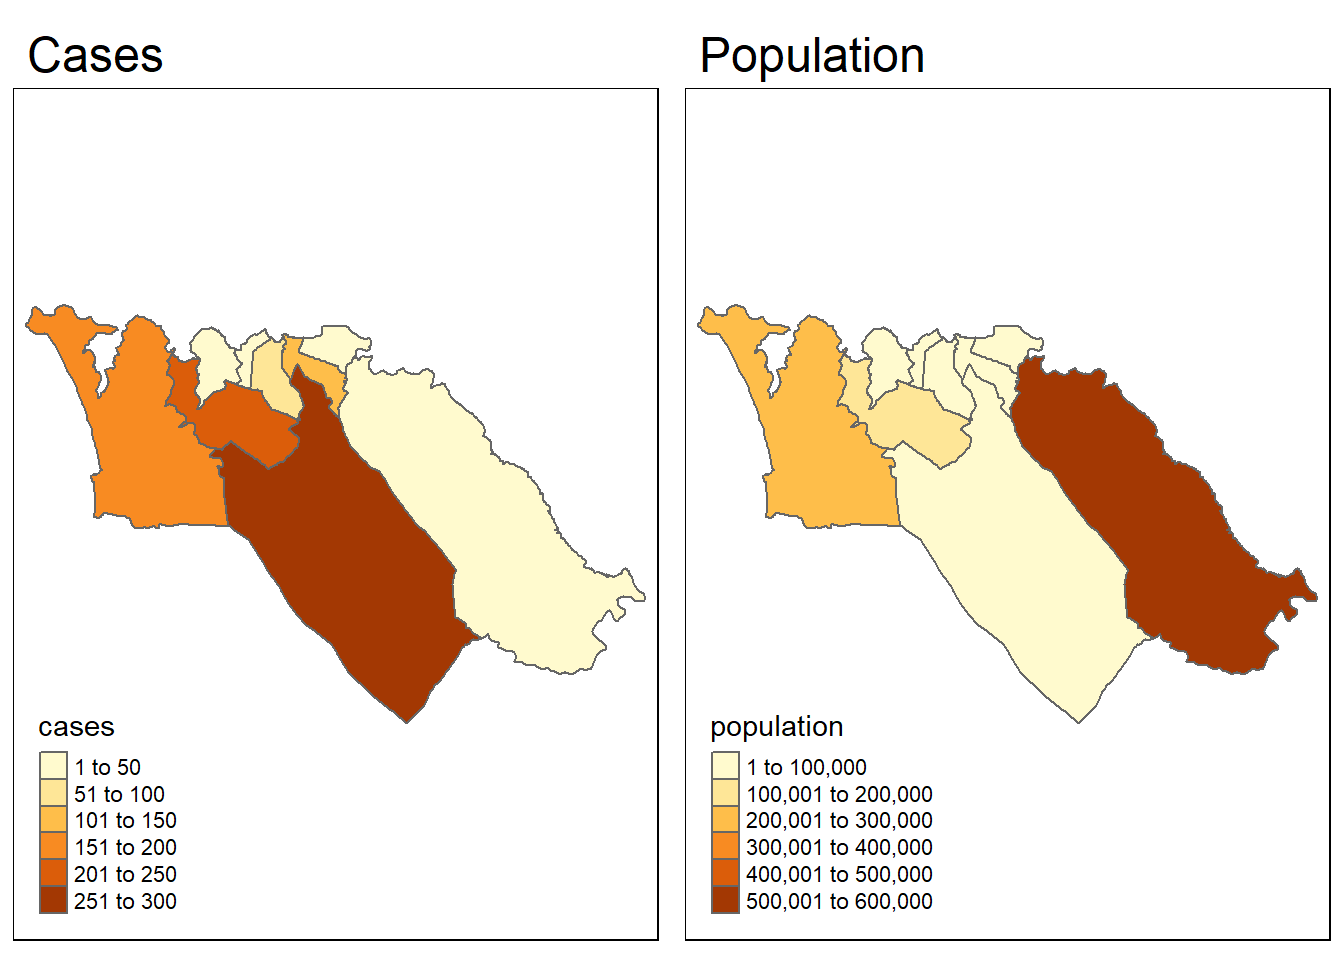 Cases
cases
1 to 50
51 to 100
101 to 150
151 to 200
201 to 250
251 to 300
Population
population
1 to 100,000
100,001 to 200,000
200,001 to 300,000
300,001 to 400,000
400,001 to 500,000
500,001 to 600,000